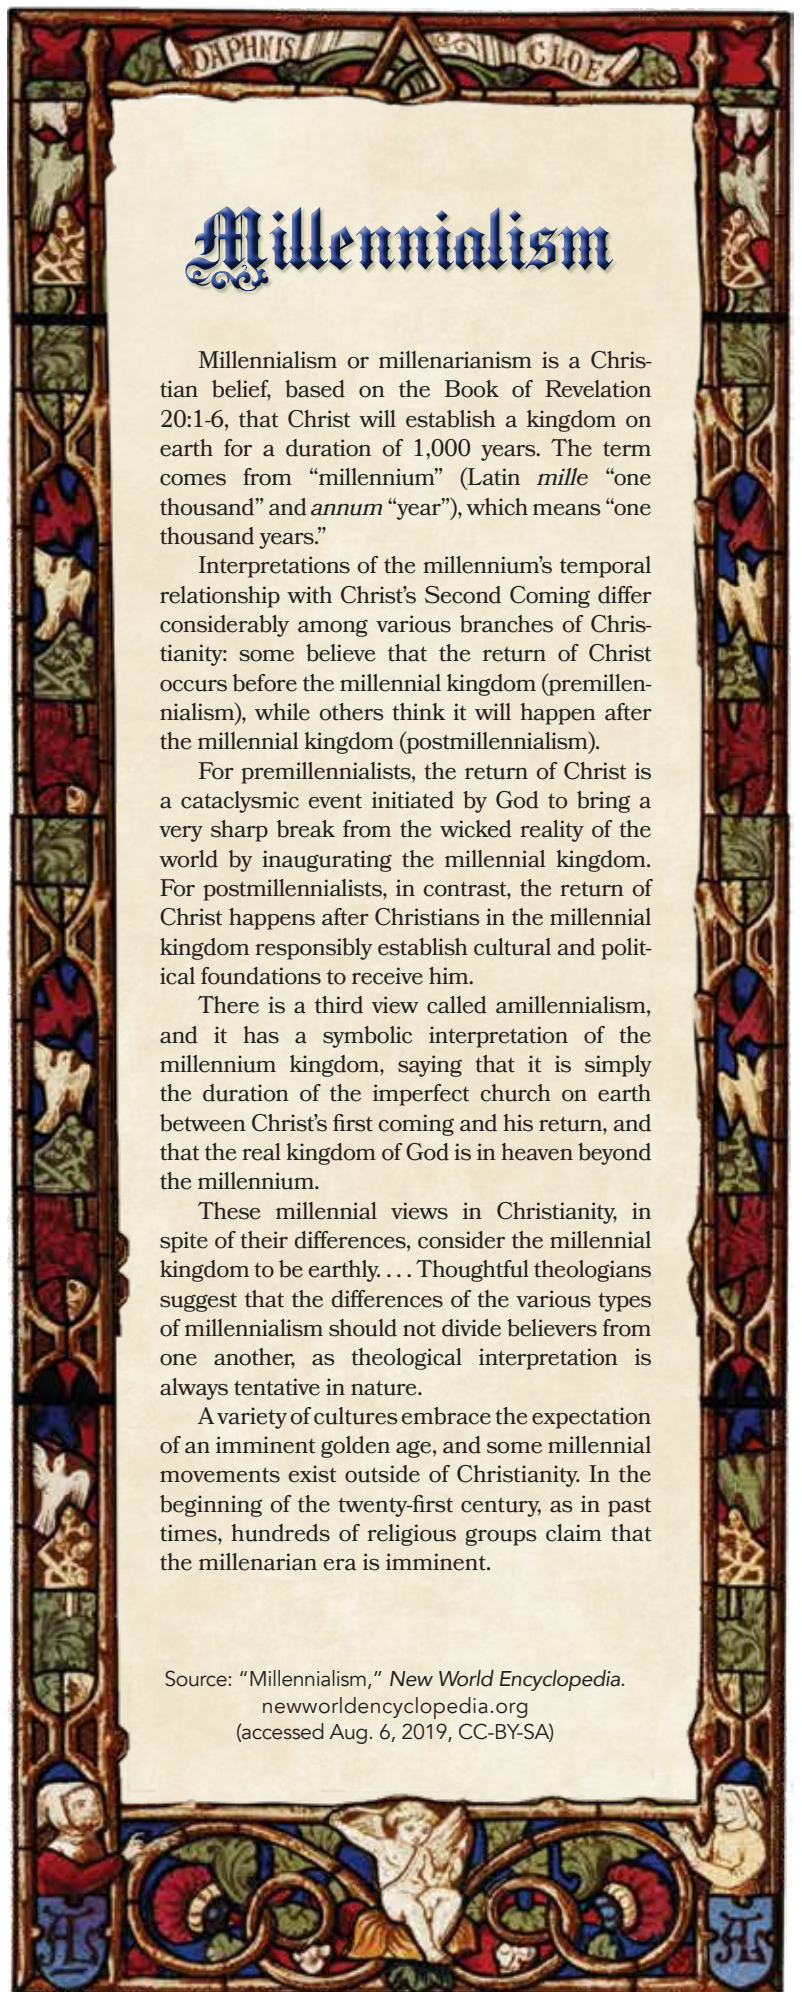 DAPHNIS CLOE
Millennialism
Millennialism or millenarianism is a Chris-
tian belief, based on the Book of Revelation
20:1-6, that Christ will establish a kingdom on
earth for a duration of 1,000 years. The term
comes from “millennium” (Latin mille “one
thousand” and annum “year”), which means “one
thousand years.”
Interpretations of the millennium’s temporal
relationship with Christ’s Second Coming differ
considerably among various branches of Chris-
tianity: some believe that the return of Christ
occurs before the millennial kingdom (premillen-
nialism), while others think it will happen after
the millennial kingdom (postmillennialism).
For premillennialists, the return of Christ is
a cataclysmic event initiated by God to bring a
very sharp break from the wicked reality of the
world by inaugurating the millennial kingdom.
For postmillennialists, in contrast, the return of
Christ happens after Christians in the millennial
kingdom responsibly establish cultural and polit-
ical foundations to receive him.
There is a third view called amillennialism,
and it has a symbolic interpretation of the
millennium kingdom, saying that it is simply
the duration of the imperfect church on earth
between Christ’s first coming and his return, and
that the real kingdom of God is in heaven beyond
the millennium.
These millennial views in Christianity, in
spite of their differences, consider the millennial
kingdom to be earthly. . . . Thoughtful theologians
suggest that the differences of the various types
of millennialism should not divide believers from
one another, as theological interpretation is
always tentative in nature.
A variety of cultures embrace the expectation
of an imminent golden age, and some millennial
movements exist outside of Christianity. In the
beginning of the twenty-first century, as in past
times, hundreds of religious groups claim that
the millenarian era is imminent.
Source: “Millennialism,” New World Encyclopedia.
newworldencyclopedia.org
(accessed Aug. 6, 2019, CC-BY-SA)